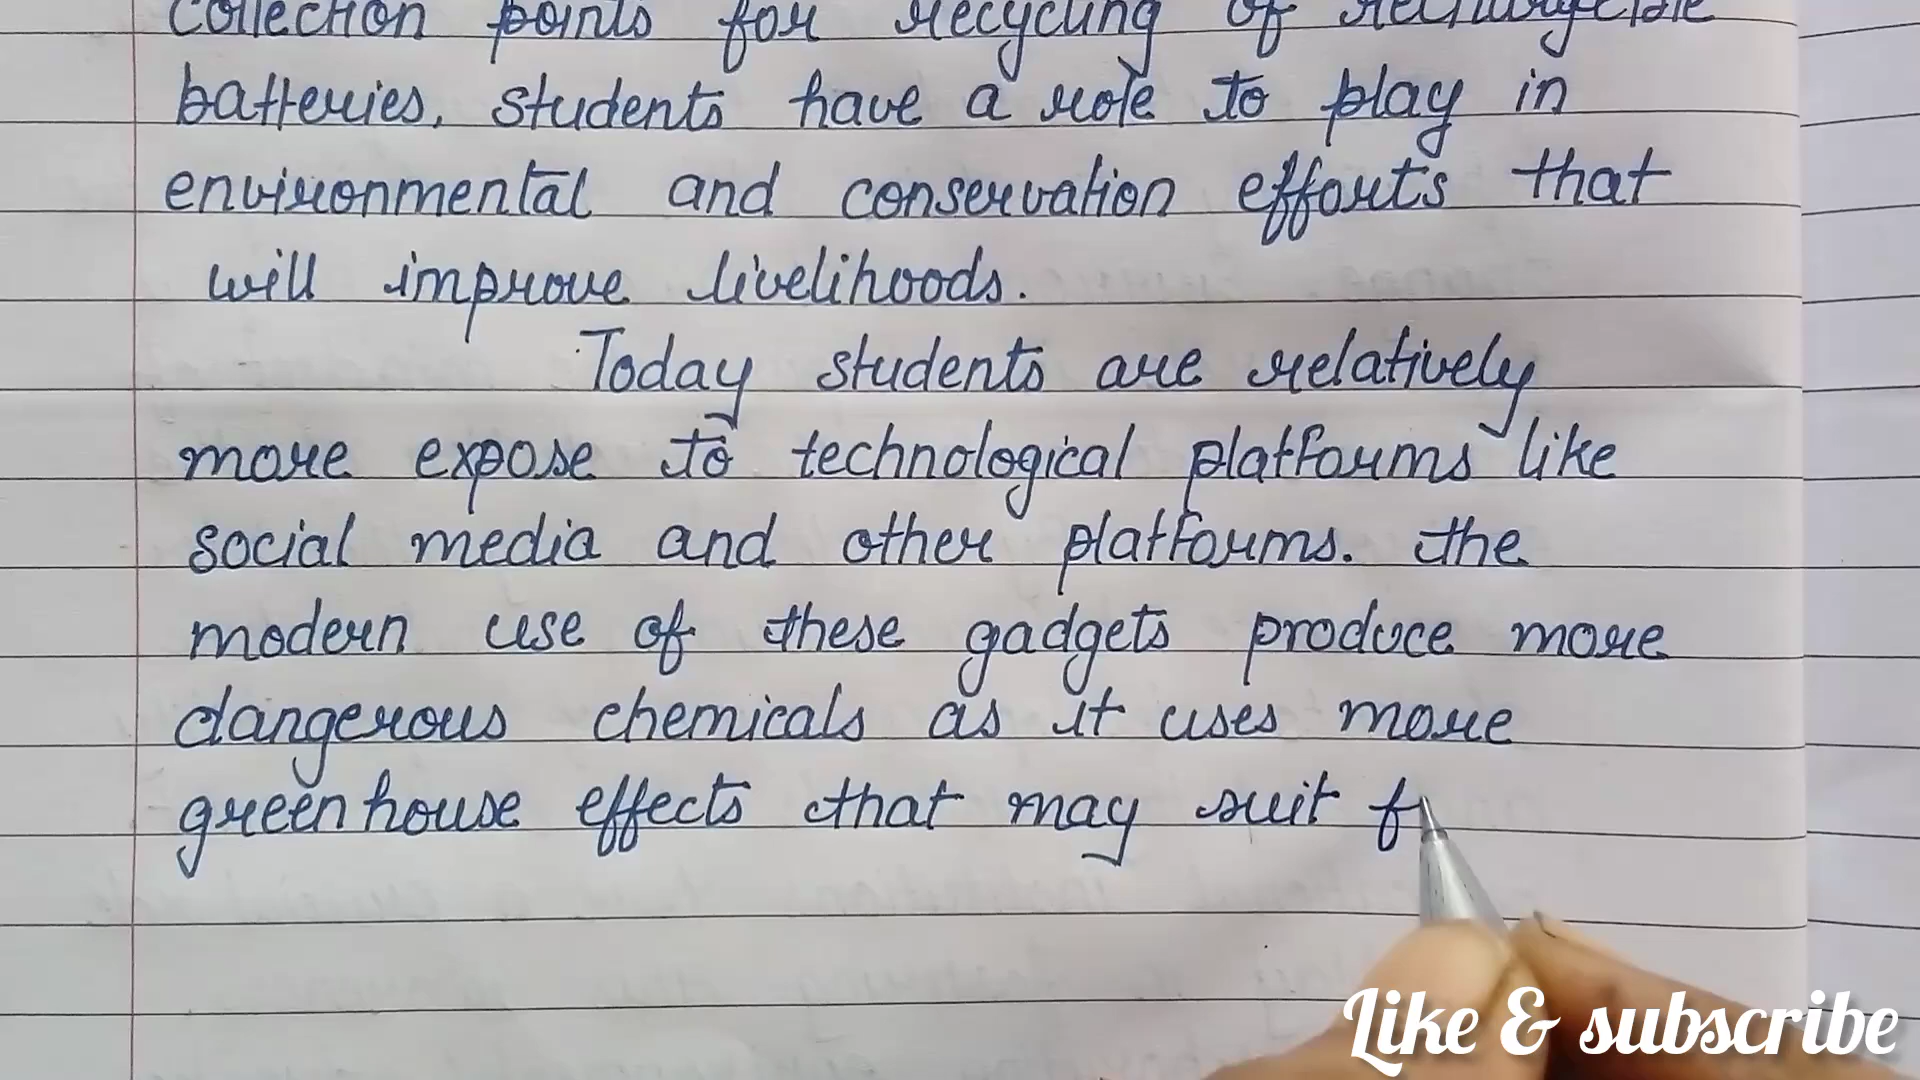 collection points for recycling of rechargeable
batteries, students have a role to play in
environmental and conservation efforts that
will improve livelihoods.
Today students are relatively
more expose to technological platforms like
social media and other platforms. the
modern use of these gadgets produce more
dangerous chemicals as it uses more
greenhouse effects that may suit f
Like & subscribe